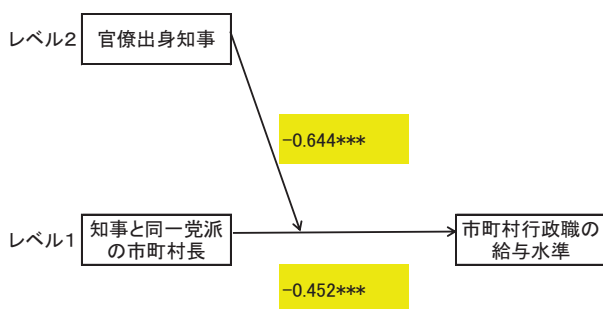 レベル2
官僚出身知事
−0.644***
レベル1
知事と同一党派
の市町村長
市町村行政職の
給与水準
−0.452***